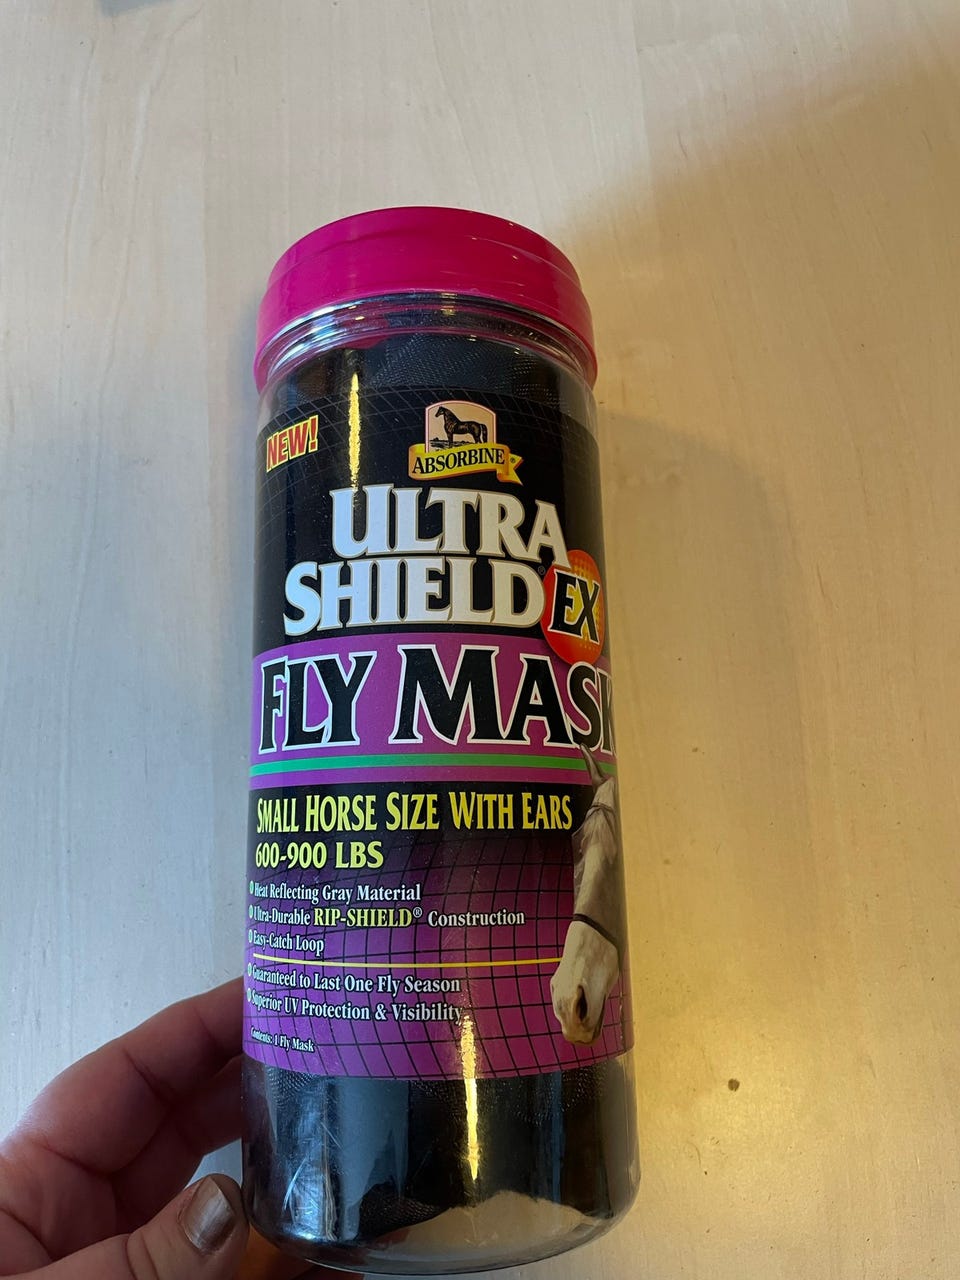 NEW!
ABSORBINE®
ULTRA
SHIELD® EX
FLY MASK
SMALL HORSE SIZE WITH EARS
600-900 LBS
Heat Reflecting Gray Material
Ultra-Durable RIP-SHIELD® Construction
Easy-Catch Loop
Guaranteed to Last One Fly Season
Superior UV Protection & Visibility
Contents: 1 Fly Mask